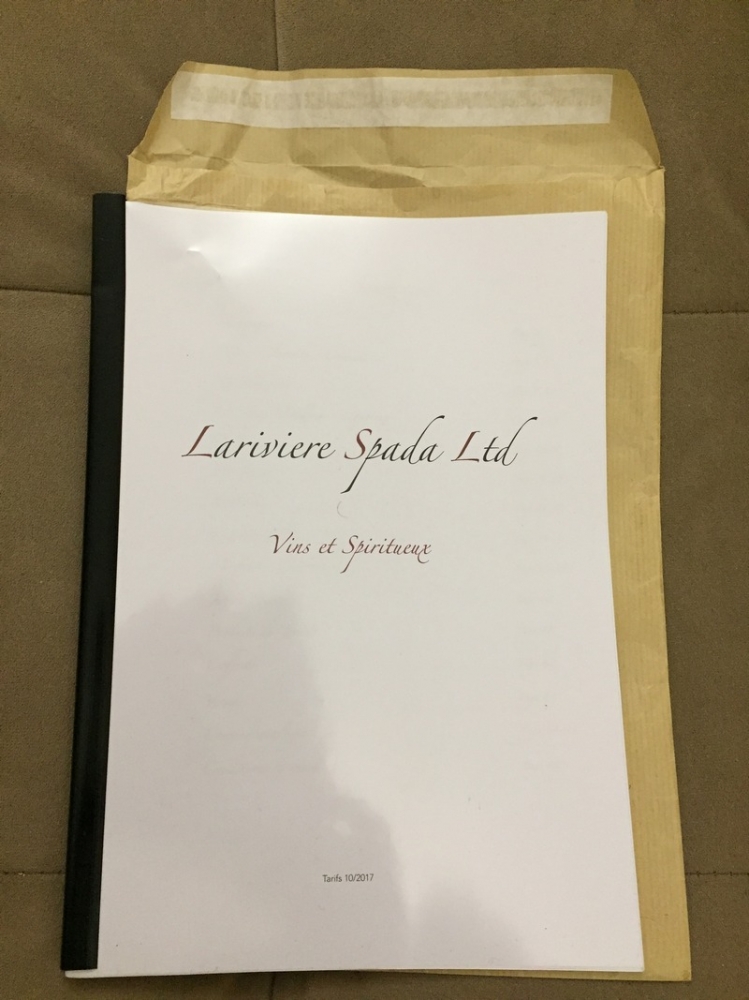 Lariviere Spada Ltd
Vins et Spiritueux
Tarifs 10/2017